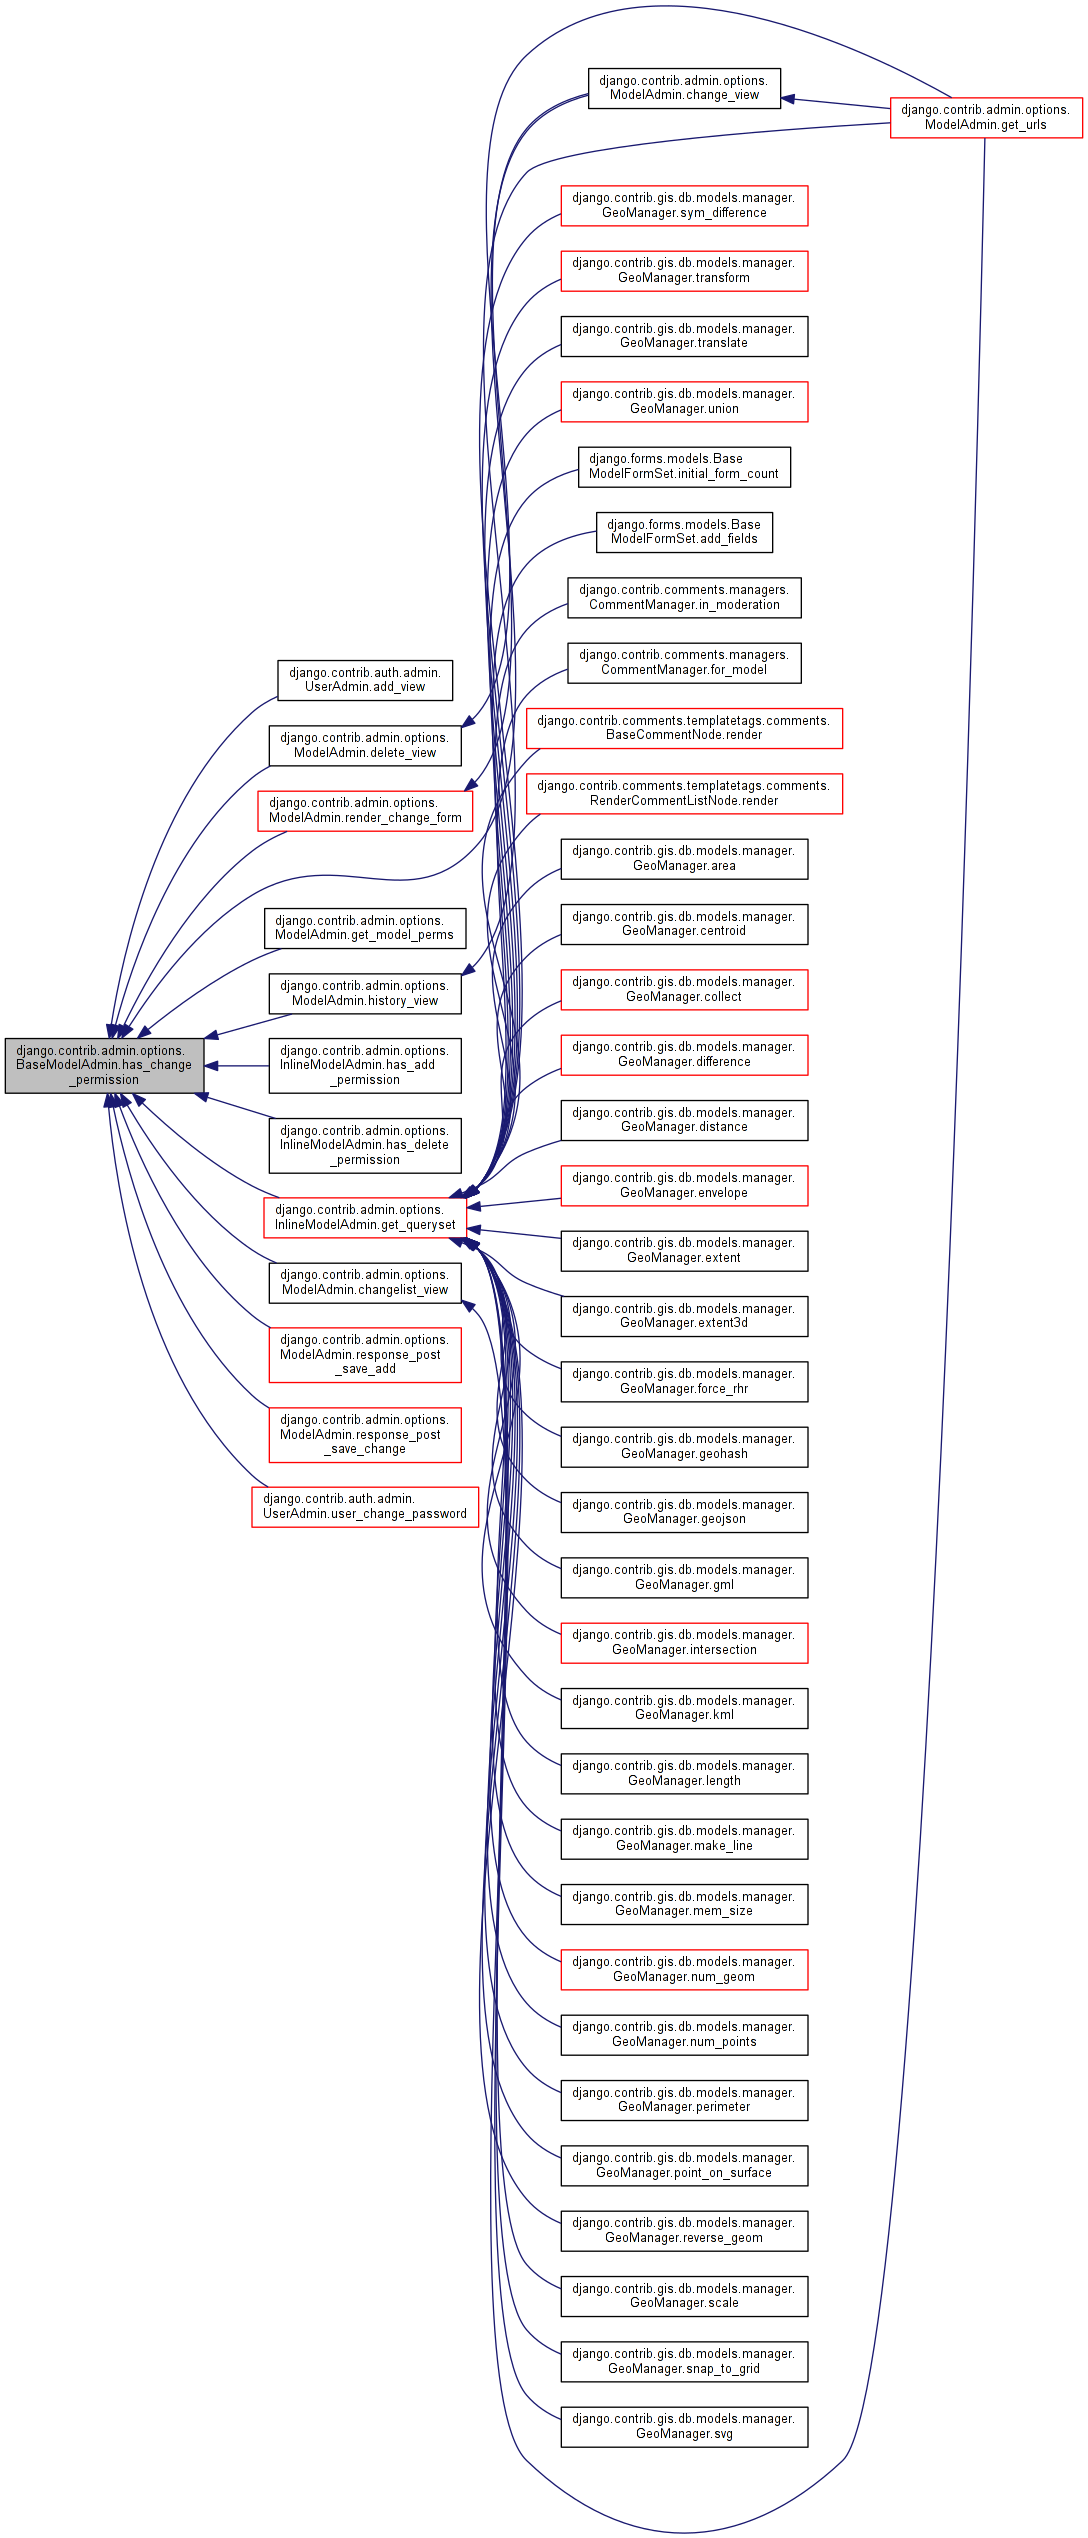 django.contrib.admin.options.
BaseModelAdmin.has_change
_permission
django.contrib.auth.admin.
UserAdmin.add_view
django.contrib.admin.options.
ModelAdmin.delete_view
django.contrib.admin.options.
ModelAdmin.render_change_form
django.contrib.admin.options.
ModelAdmin.get_model_perms
django.contrib.admin.options.
ModelAdmin.history_view
django.contrib.admin.options.
InlineModelAdmin.has_add
_permission
django.contrib.admin.options.
InlineModelAdmin.has_delete
_permission
django.contrib.admin.options.
InlineModelAdmin.get_queryset
django.contrib.admin.options.
ModelAdmin.changelist_view
django.contrib.admin.options.
ModelAdmin.response_post
_save_add
django.contrib.admin.options.
ModelAdmin.response_post
_save_change
django.contrib.auth.admin.
UserAdmin.user_change_password
django.contrib.admin.options.
ModelAdmin.change_view
django.contrib.admin.options.
ModelAdmin.get_urls
django.contrib.gis.db.models.manager.
GeoManager.sym_difference
django.contrib.gis.db.models.manager.
GeoManager.transform
django.contrib.gis.db.models.manager.
GeoManager.translate
django.contrib.gis.db.models.manager.
GeoManager.union
django.forms.models.Base
ModelFormSet.initial_form_count
django.forms.models.Base
ModelFormSet.add_fields
django.contrib.comments.managers.
CommentManager.in_moderation
django.contrib.comments.managers.
CommentManager.for_model
django.contrib.comments.templatetags.comments.
BaseCommentNode.render
django.contrib.comments.templatetags.comments.
RenderCommentListNode.render
django.contrib.gis.db.models.manager.
GeoManager.area
django.contrib.gis.db.models.manager.
GeoManager.centroid
django.contrib.gis.db.models.manager.
GeoManager.collect
django.contrib.gis.db.models.manager.
GeoManager.difference
django.contrib.gis.db.models.manager.
GeoManager.distance
django.contrib.gis.db.models.manager.
GeoManager.envelope
django.contrib.gis.db.models.manager.
GeoManager.extent
django.contrib.gis.db.models.manager.
GeoManager.extent3d
django.contrib.gis.db.models.manager.
GeoManager.force_rhr
django.contrib.gis.db.models.manager.
GeoManager.geohash
django.contrib.gis.db.models.manager.
GeoManager.geojson
django.contrib.gis.db.models.manager.
GeoManager.gml
django.contrib.gis.db.models.manager.
GeoManager.intersection
django.contrib.gis.db.models.manager.
GeoManager.kml
django.contrib.gis.db.models.manager.
GeoManager.length
django.contrib.gis.db.models.manager.
GeoManager.make_line
django.contrib.gis.db.models.manager.
GeoManager.mem_size
django.contrib.gis.db.models.manager.
GeoManager.num_geom
django.contrib.gis.db.models.manager.
GeoManager.num_points
django.contrib.gis.db.models.manager.
GeoManager.perimeter
django.contrib.gis.db.models.manager.
GeoManager.point_on_surface
django.contrib.gis.db.models.manager.
GeoManager.reverse_geom
django.contrib.gis.db.models.manager.
GeoManager.scale
django.contrib.gis.db.models.manager.
GeoManager.snap_to_grid
django.contrib.gis.db.models.manager.
GeoManager.svg